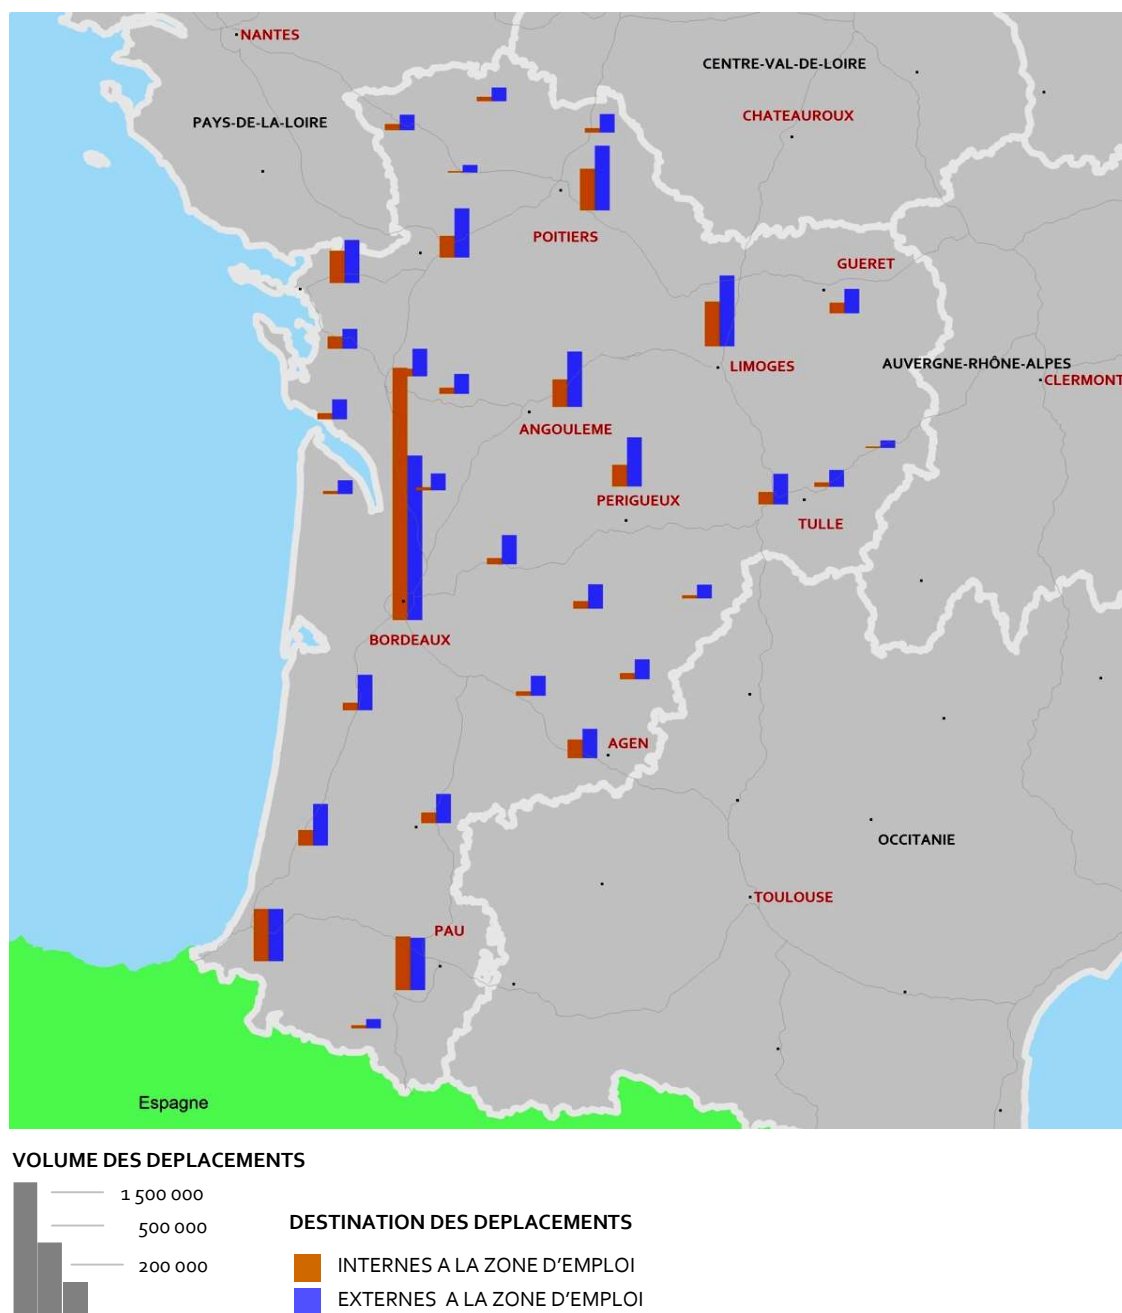 NANTES
CENTRE-VAL-DE-LOIRE
CHATEAUROUX
PAYS-DE-LA-LOIRE
POITIERS
GUERET
LIMOGES
AUVERGNE-RHÔNE-ALPES
CLERMONT
ANGOULEME
PERIGUEUX
TULLE
BORDEAUX
AGEN
OCCITANIE
TOULOUSE
PAU
Espagne
VOLUME DES DEPLACEMENTS
1 500 000
500 000
200 000
DESTINATION DES DEPLACEMENTS
INTERNES A LA ZONE D'EMPLOI
EXTERNES A LA ZONE D'EMPLOI